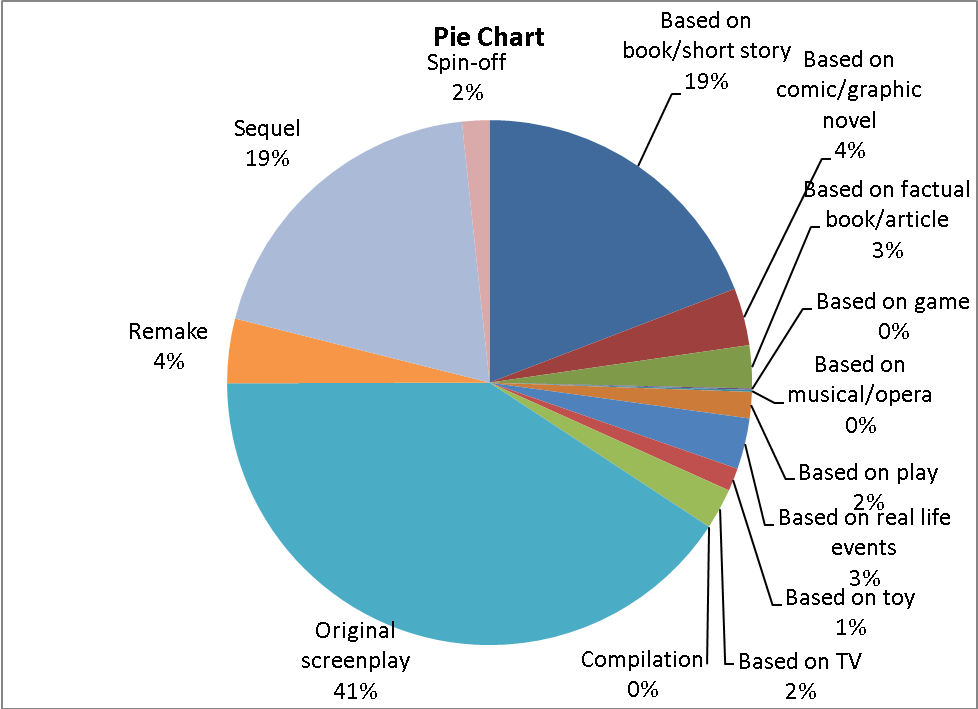 Pie Chart
Spin-off
2%
Based on
book/short story
19%
Based on
comic/graphic
novel
4%
Based on factual
book/article
3%
Based on game
0%
Based on
musical/opera
0%
Based on play
2%
Based on real life
events
3%
Based on toy
1%
Based on TV
2%
Compilation
0%
Original
screenplay
41%
Remake
4%
Sequel
19%